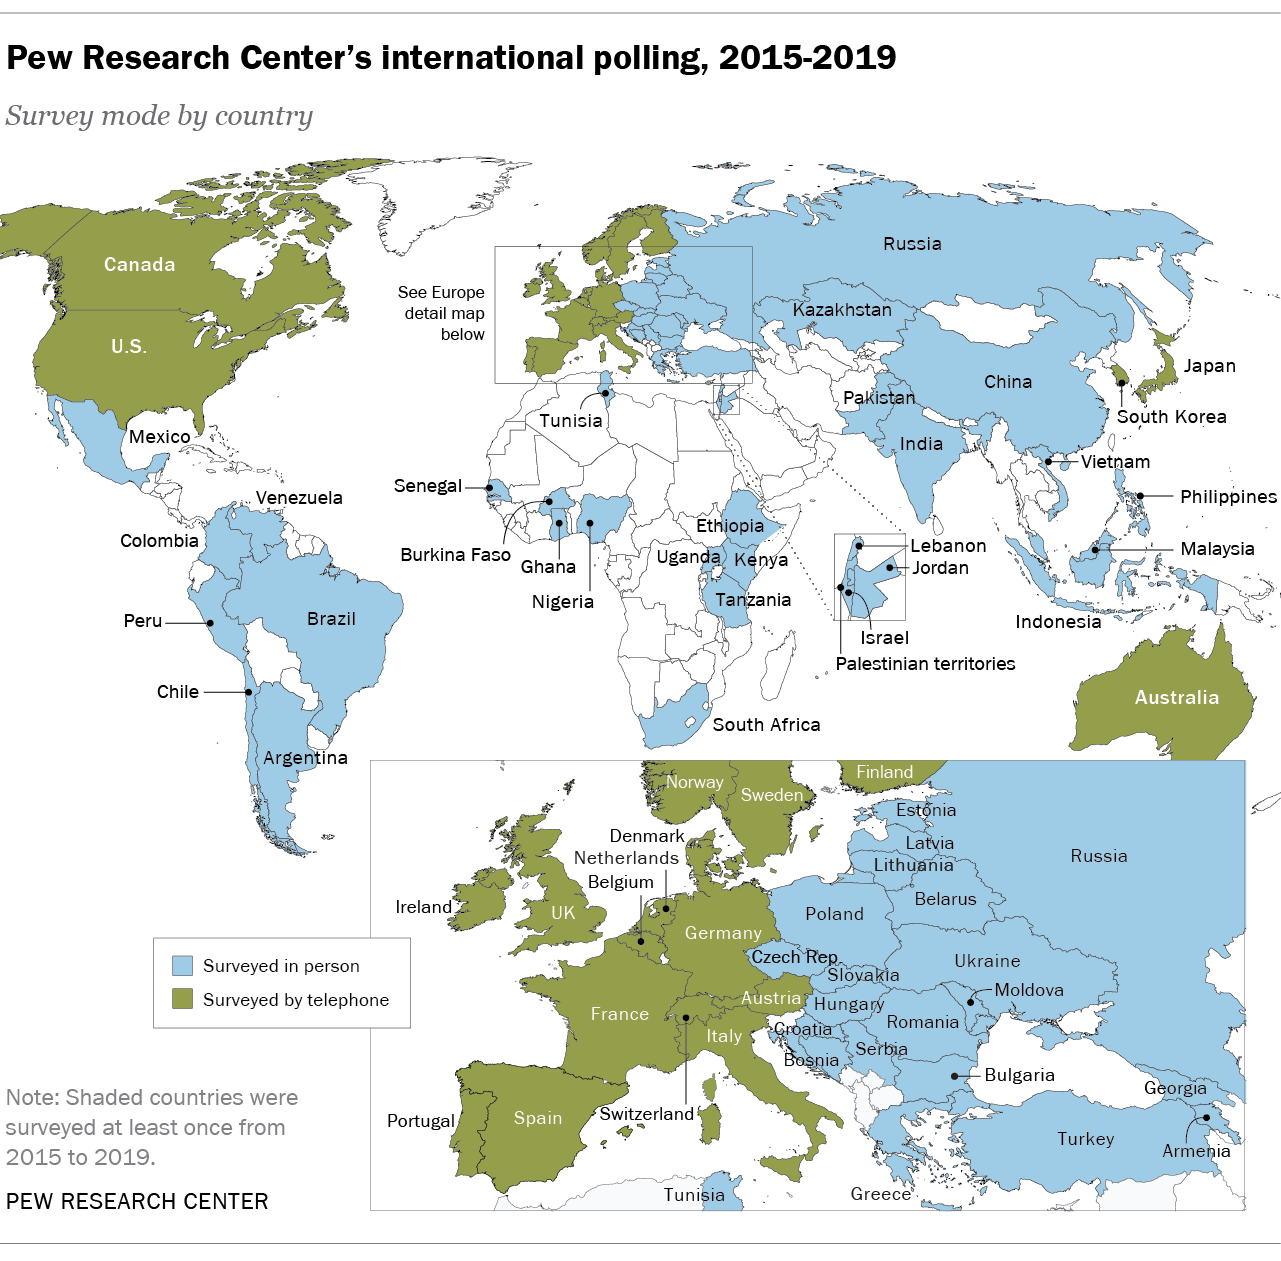 Pew Research Center’s international polling, 2015-2019
Survey mode by country
Canada
U.S.
Mexico
Venezuela
Colombia
Peru
Brazil
Chile
Argentina
See Europe
detail map
below
Russia
Kazakhstan
China
Japan
South Korea
Pakistan
India
Vietnam
Philippines
Malaysia
Indonesia
Australia
Tunisia
Senegal
Burkina Faso
Ghana
Nigeria
Ethiopia
Uganda
Kenya
Tanzania
South Africa
Lebanon
Jordan
Israel
Palestinian territories
Norway
Sweden
Finland
Estonia
Latvia
Lithuania
Russia
Denmark
Netherlands
Belgium
Ireland
UK
Germany
Poland
Belarus
Czech Rep.
Slovakia
Ukraine
Moldova
Austria
Hungary
France
Italy
Croatia
Romania
Bosnia
Serbia
Bulgaria
Georgia
Switzerland
Portugal
Spain
Turkey
Armenia
Tunisia
Greece
Surveyed in person
Surveyed by telephone
Note: Shaded countries were
surveyed at least once from
2015 to 2019.
PEW RESEARCH CENTER